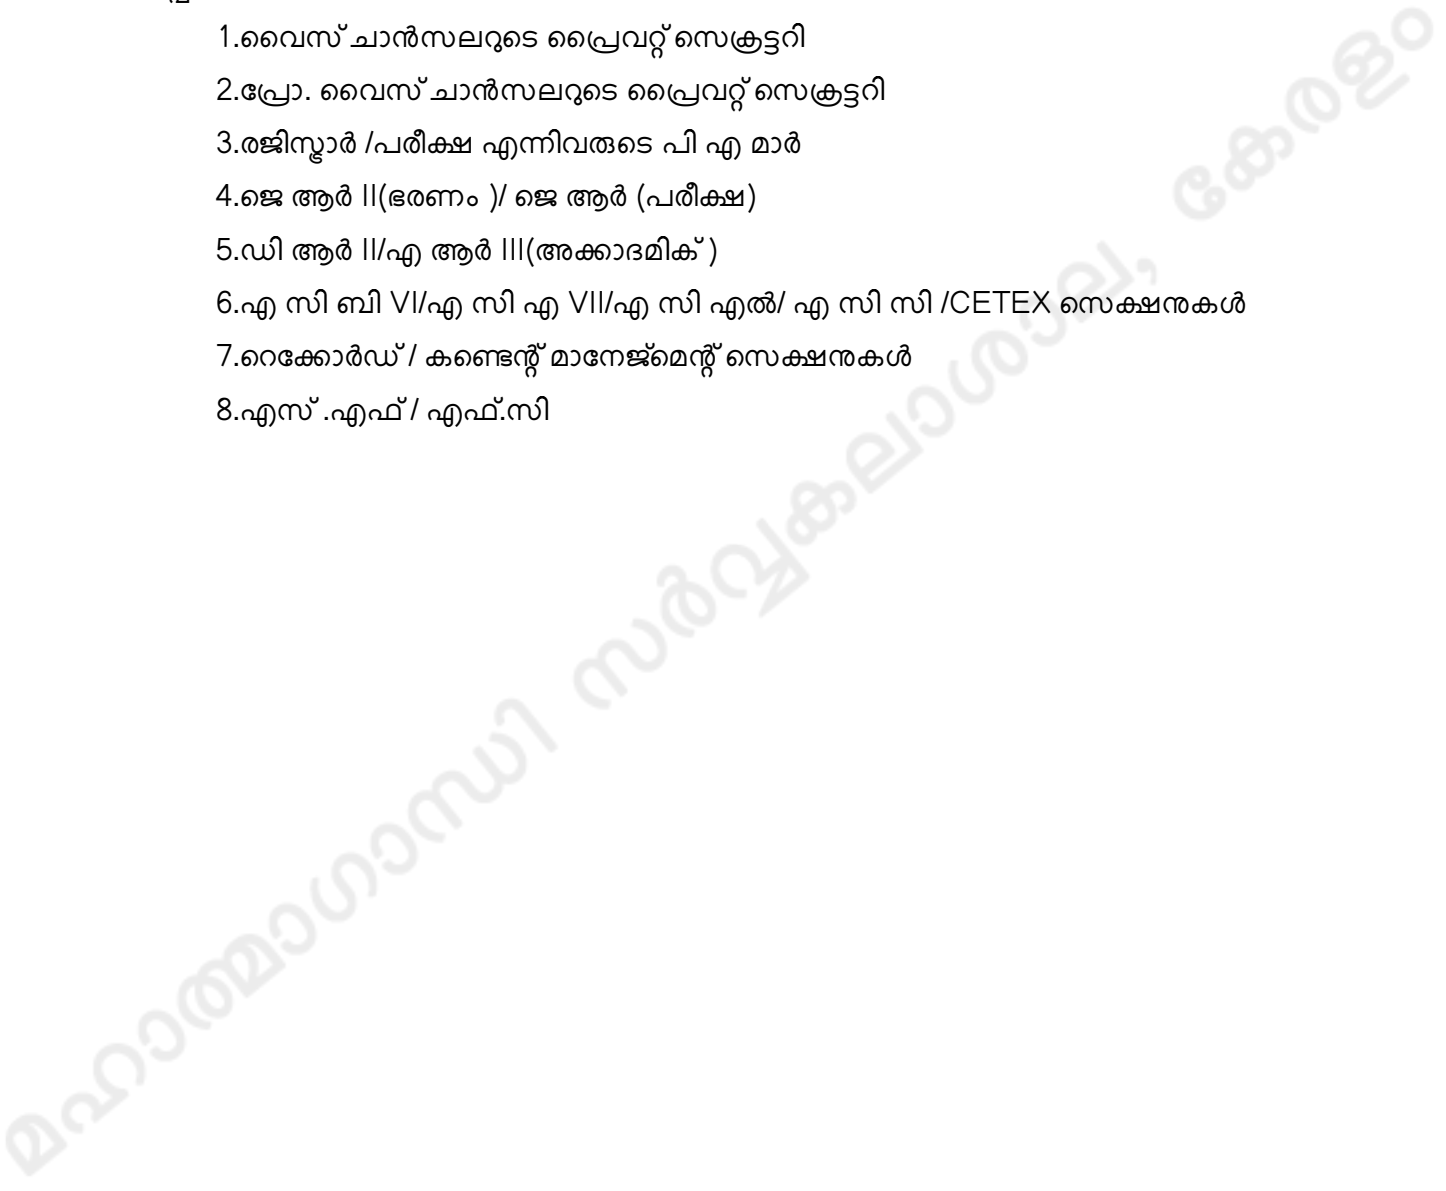 1.വൈസ് ചാൻസലറുടെ പ്രൈവറ്റ് സെക്രട്ടറി
2.പ്രോ. വൈസ് ചാൻസലറുടെ പ്രൈവറ്റ് സെക്രട്ടറി
3.രജിസ്ട്രാർ /പരീക്ഷ എന്നിവരുടെ പി എ മാർ
4.ജെ ആർ II(ഭരണം )/ ജെ ആർ (പരീക്ഷ)
5.ഡി ആർ II/എ ആർ III(അക്കാദമിക് )
6.എ സി ബി VI/എ സി എ VII/എ സി എൽ/ എ സി സി /CETEX സെക്ഷനുകൾ
7.റെക്കോർഡ് / കണ്ടെന്റ് മാനേജ്‌മെന്റ് സെക്ഷനുകൾ
8.എസ് .എഫ് / എഫ്.സി
മഹാത്മാഗാന്ധി സർവ്വകലാശാല, കേരളം